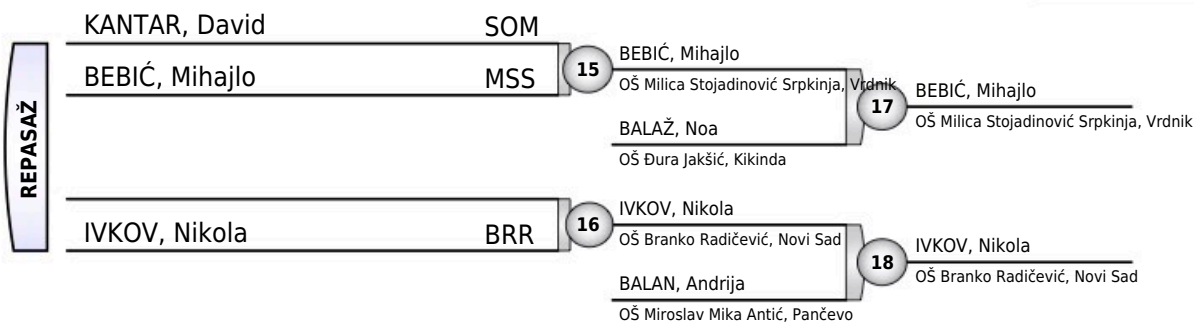 REPASAŽ
KANTAR, David SOM
BEBIĆ, Mihajlo MSS
15
BEBIĆ, Mihajlo
OŠ Milica Stojadinović Srpkinja, Vrdnik
BALAŽ, Noa
OŠ Đura Jakšić, Kikinda
17
BEBIĆ, Mihajlo
OŠ Milica Stojadinović Srpkinja, Vrdnik
IVKOV, Nikola BRR
16
IVKOV, Nikola
OŠ Branko Radičević, Novi Sad
BALAN, Andrija
OŠ Miroslav Mika Antić, Pančevo
18
IVKOV, Nikola
OŠ Branko Radičević, Novi Sad